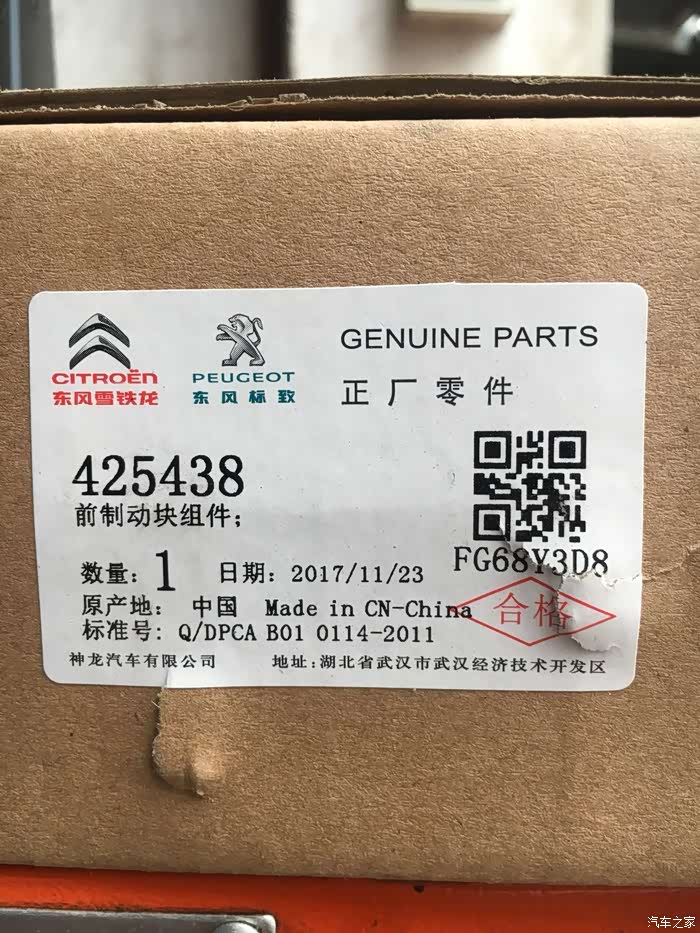 CITROËN
东风雪铁龙
PEUGEOT
东风标致
GENUINE PARTS
正厂零件
425438
前制动块组件;
FG68Y3D8
数量: 1 日期: 2017/11/23
原产地: 中国 Made in CN-China
合格
标准号: Q/DPCA B01 0114-2011
神龙汽车有限公司 地址:湖北省武汉市武汉经济技术开发区
汽车之家